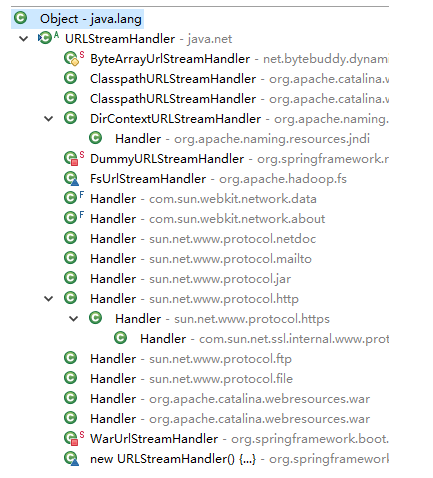 Object - java.lang
URLStreamHandler - java.net
ByteArrayUrlStreamHandler - net.bytebuddy.dynam
ClasspathURLStreamHandler - org.apache.catalina.w
ClasspathURLStreamHandler - org.apache.catalina.w
DirContextURLStreamHandler - org.apache.naming.
Handler - org.apache.naming.resources.jndi
DummyURLStreamHandler - org.springframework.r
FsUrlStreamHandler - org.apache.hadoop.fs
Handler - com.sun.webkit.network.data
Handler - com.sun.webkit.network.about
Handler - sun.net.www.protocol.netdoc
Handler - sun.net.www.protocol.mailto
Handler - sun.net.www.protocol.jar
Handler - sun.net.www.protocol.http
Handler - sun.net.www.protocol.https
Handler - com.sun.net.ssl.internal.www.prot
Handler - sun.net.www.protocol.ftp
Handler - sun.net.www.protocol.file
Handler - org.apache.catalina.webresources.war
Handler - org.apache.catalina.webresources.war
WarUrlStreamHandler - org.springframework.boot.
new URLStreamHandler() {...} - org.springframework